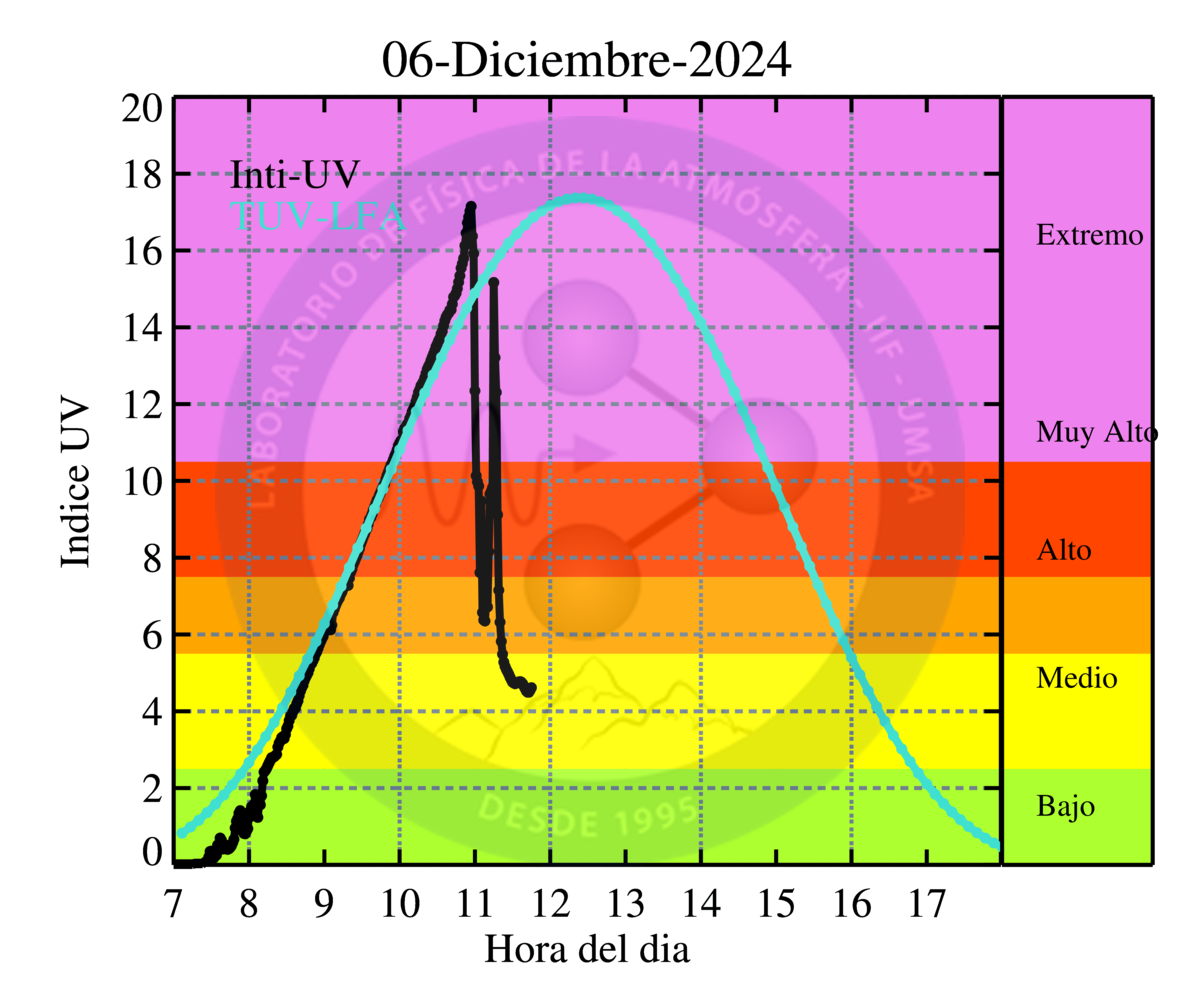 06-Diciembre-2024
20
18
16
14
12
10
8
6
4
2
0
Indice UV
Inti-UV
TUV-LFA
LABORATORIO DE FÍSICA DE LA ATMÓSFERA - IIF - UMSA
DESDE 1995
Extremo
Muy Alto
Alto
Medio
Bajo
7 8 9 10 11 12 13 14 15 16 17
Hora del dia